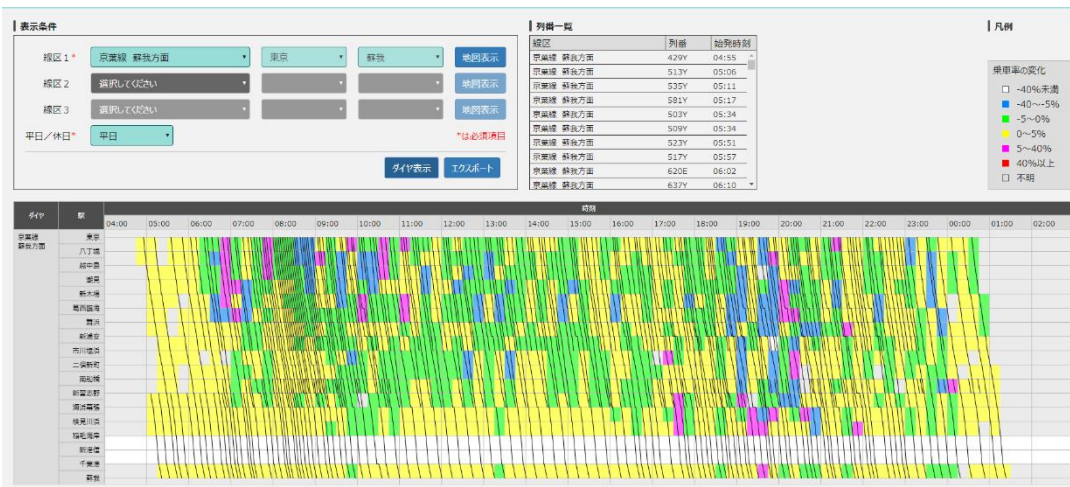 表示条件
線区1* 京葉線 蘇我方面 東京 蘇我 地図表示
線区2 選択してください 地図表示
線区3 選択してください 地図表示
平日/休日* 平日 *は必須項目
ダイヤ表示 エクスポート
列番一覧
線区 列番 始発時刻
京葉線 蘇我方面 429Y 04:55
京葉線 蘇我方面 513Y 05:06
京葉線 蘇我方面 535Y 05:11
京葉線 蘇我方面 581Y 05:17
京葉線 蘇我方面 503Y 05:34
京葉線 蘇我方面 509Y 05:34
京葉線 蘇我方面 523Y 05:51
京葉線 蘇我方面 517Y 05:57
京葉線 蘇我方面 620E 06:02
京葉線 蘇我方面 637Y 06:10
凡例
乗車率の変化
-40%未満
-40～-5%
-5～0%
0～5%
5～40%
40%以上
不明
ダイヤ 駅 時刻
04:00 05:00 06:00 07:00 08:00 09:00 10:00 11:00 12:00 13:00 14:00 15:00 16:00 17:00 18:00 19:00 20:00 21:00 22:00 23:00 00:00 01:00 02:00
京葉線
蘇我方面
東京
八丁堀
越中島
潮見
新木場
葛西臨海
舞浜
新浦安
市川塩浜
二俣新町
南船橋
新習志野
海浜幕張
検見川浜
稲毛海岸
新港信
千葉港
蘇我